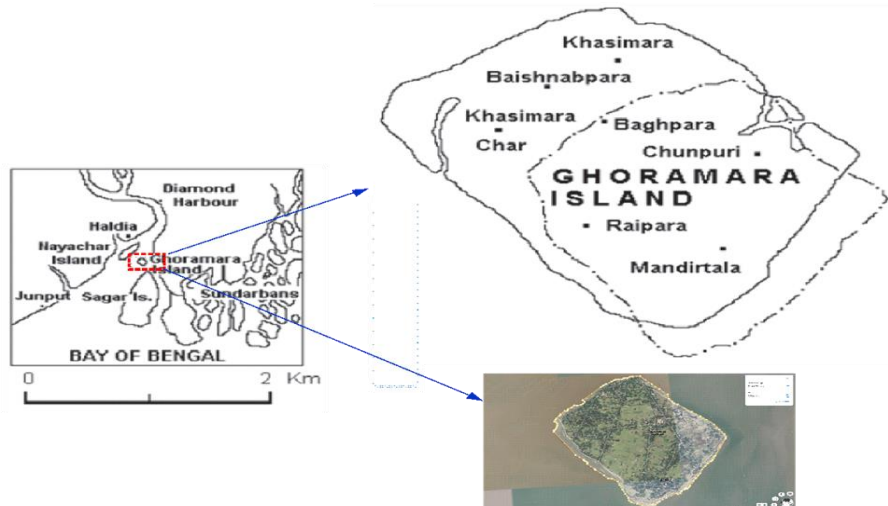 Khasimara
Baishnabpara
Khasimara
Char
Baghpara
Chunpuri
GHORAMARA
ISLAND
Raipara
Mandirtala
Diamond
Harbour
Haldia
Nayachar
Island
Ghoramara
Island
Junput
Sagar Is.
Sundarbans
BAY OF BENGAL
0 2 Km